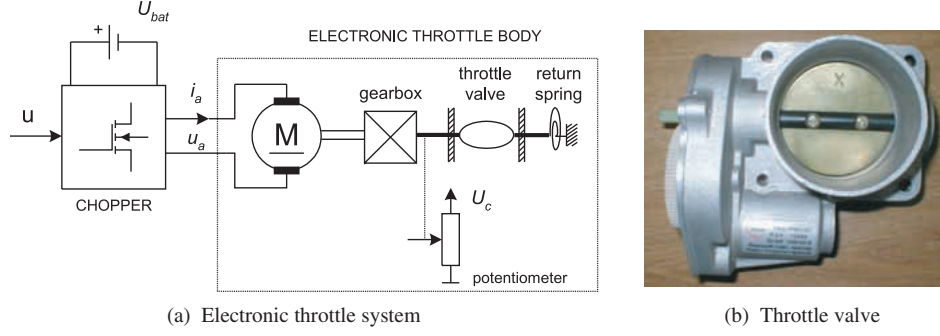 U_bat
+
ELECTRONIC THROTTLE BODY
throttle valve
return spring
gearbox
i_a
u
u_a
M
CHOPPER
U_c
potentiometer
X
(a) Electronic throttle system
(b) Throttle valve